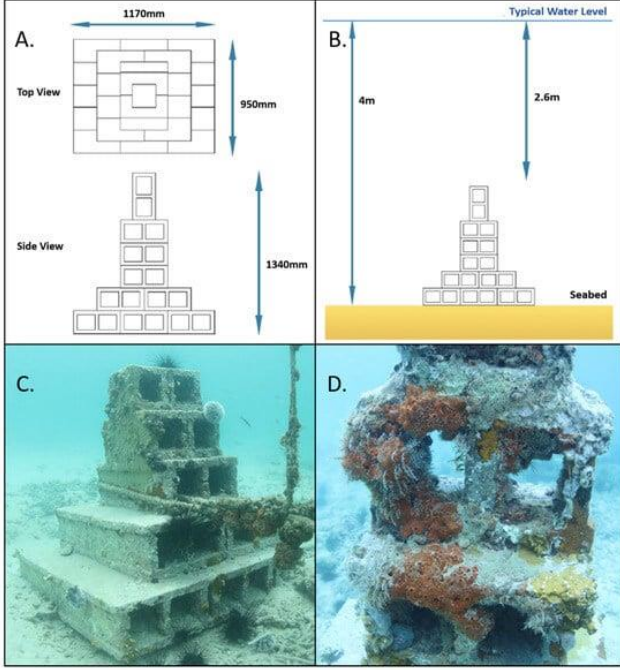 A.
1170mm
Top View
950mm
Side View
1340mm
B.
Typical Water Level
4m
2.6m
Seabed
C.
D.